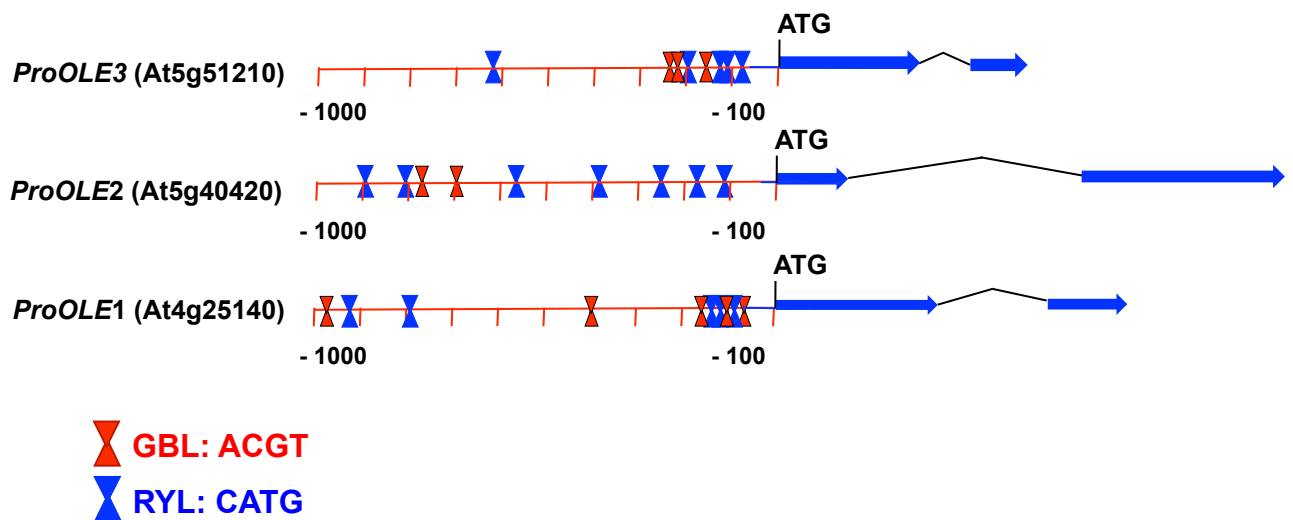 ATG
ProOLE3 (At5g51210)
- 1000
- 100
ATG
ProOLE2 (At5g40420)
- 1000
- 100
ATG
ProOLE1 (At4g25140)
- 1000
- 100
GBL: ACGT
RYL: CATG